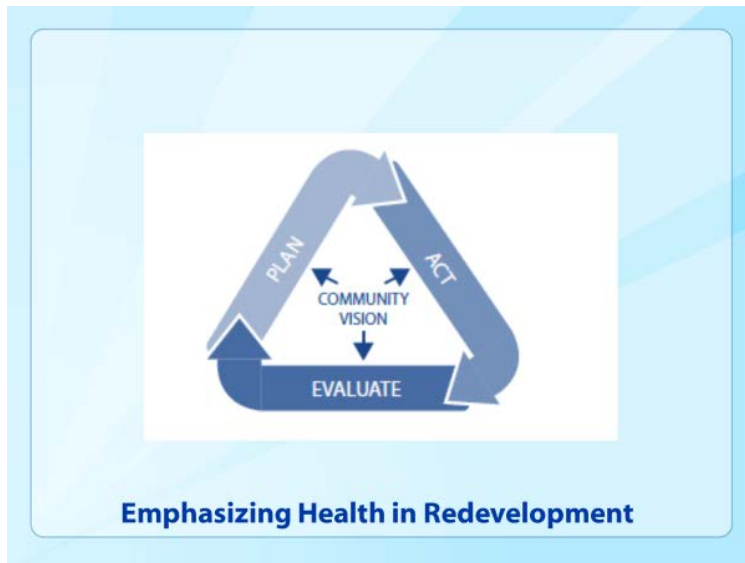 PLAN
ACT
COMMUNITY
VISION
EVALUATE
Emphasizing Health in Redevelopment